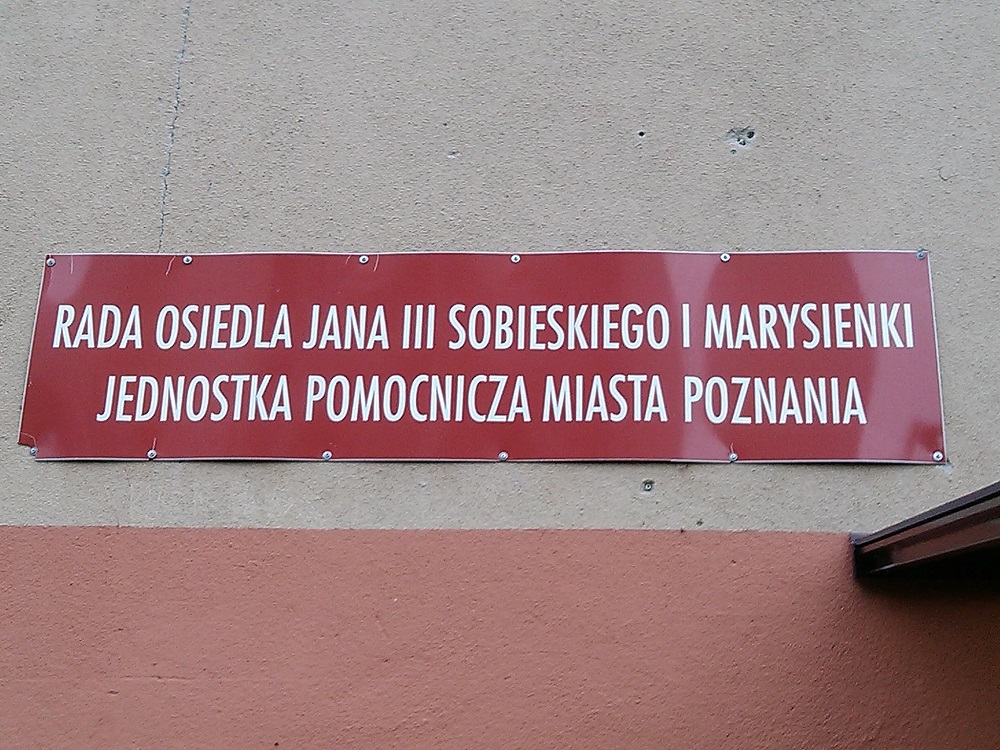 RADA OSIEDLA JANA III SOBIESKIEGO I MARYSIENKI
JEDNOSTKA POMOCNICZA MIASTA POZNANIA